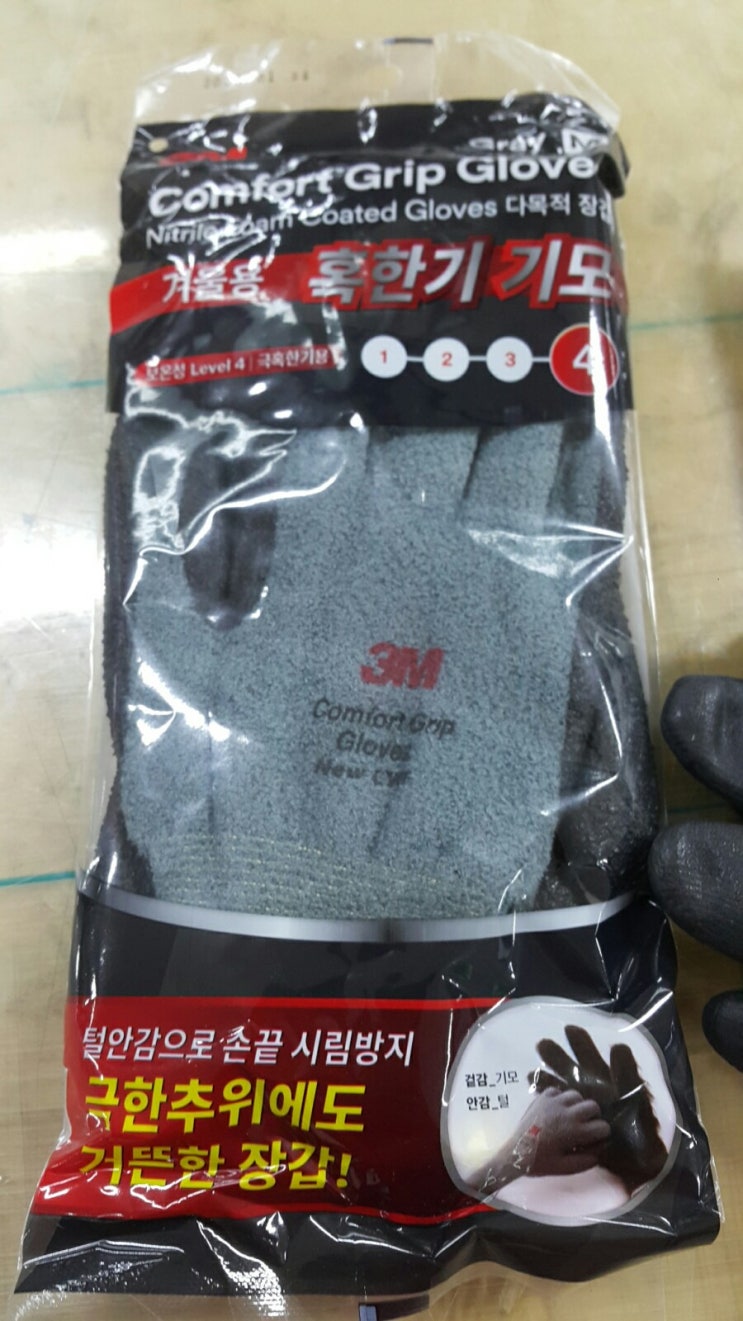 3M
Gray M
Comfort Grip Glove
Nitrile Foam Coated Gloves 다목적 장갑
겨울용 혹한기 기모
보온성 Level 4 | 극혹한기용 1 2 3 4
3M
Comfort Grip
Gloves
New
털안감으로 손끝 시림방지
극한추위에도
거뜬한 장갑!
겉감_기모
안감_털